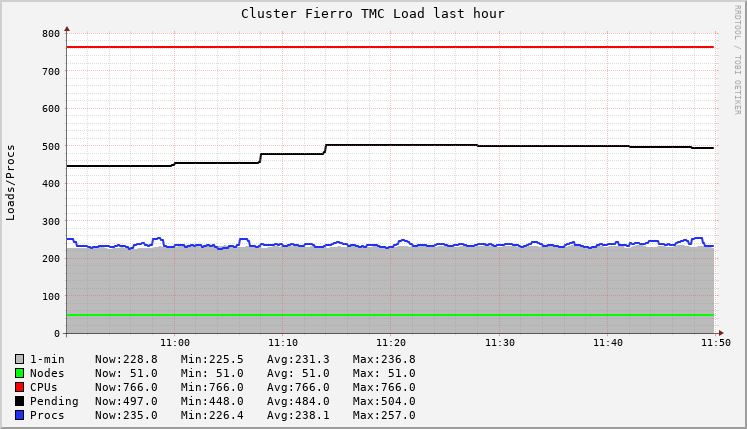 Cluster Fierro TMC Load last hour
RRDTOOL / TOBI OETIKER
Loads/Procs
800
700
600
500
400
300
200
100
0
11:00 11:10 11:20 11:30 11:40 11:50
1-min Now:228.8 Min:225.5 Avg:231.3 Max:236.8
Nodes Now: 51.0 Min: 51.0 Avg: 51.0 Max: 51.0
CPUs Now:766.0 Min:766.0 Avg:766.0 Max:766.0
Pending Now:497.0 Min:448.0 Avg:484.0 Max:504.0
Procs Now:235.0 Min:226.4 Avg:238.1 Max:257.0